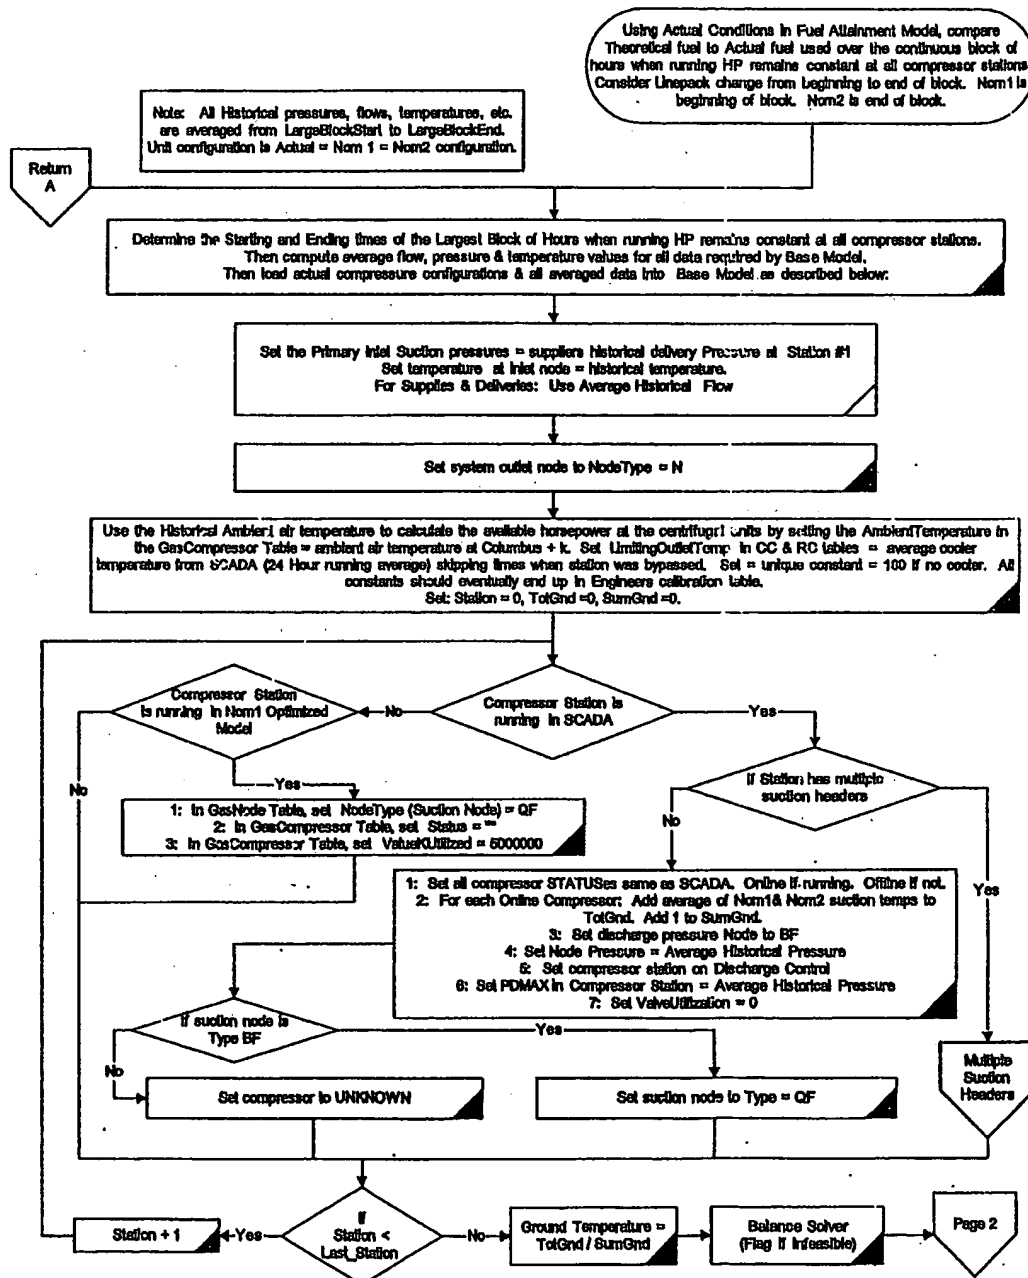 Using Actual Conditions in Fuel Attainment Model, compare
Theoretical fuel to Actual fuel used over the continuous block of
hours when running HP remains constant at all compressor stations
Consider Linepack change from beginning to end of block. Nom1 is
beginning of block. Nom2 is end of block.
Note: All Historical pressures, flows, temperatures, etc.
are averaged from LargeBlockStart to LargeBlockEnd.
Unit configuration is Actual = Nom 1 = Nom2 configuration.
Return
A
Determine the Starting and Ending times of the Largest Block of Hours when running HP remains constant at all compressor stations.
Then compute average flow, pressure & temperature values for all data required by Base Model.
Then load actual compressure configurations & all averaged data into Base Model as described below:
Set the Primary Inlet Suction pressures = suppliers historical delivery Pressure at Station #1
Set temperature at Inlet node = historical temperature.
For Supplies & Deliveries: Use Average Historical Flow
Set system outlet node to NodeType = N
Use the Historical Ambient air temperature to calculate the available horsepower at the centrifugal units by setting the AmbientTemperature in
the GasCompressor Table = ambient air temperature at Columbus + k. Set LimitingOutletTemp in CC & RC tables = average cooler
temperature from SCADA (24 Hour running average) skipping times when station was bypassed. Set = unique constant = 100 if no cooler. All
constants should eventually end up in Engineers calibration table.
Set: Station = 0, TotGnd =0, SumGnd =0.
Compressor Station
is running in Nom1 Optimized
Model
No
Compressor Station is
running in SCADA
Yes
If Station has multiple
suction headers
No
Yes
No
Yes
1: In GasNode Table, set NodeType (Suction Node) = QF
2: In GasCompressor Table, set Status = ""
3: In GasCompressor Table, set ValueKUtilized = 5000000
1: Set all compressor STATUSes same as SCADA. Online if running. Offline if not.
2: For each Online Compressor: Add average of Nom1& Nom2 suction temps to
TotGnd. Add 1 to SumGnd.
3: Set discharge pressure Node to BF
4: Set Node Pressure = Average Historical Pressure
5: Set compressor station on Discharge Control
6: Set PDMAX in Compressor Station = Average Historical Pressure
7: Set ValveUtilization = 0
If suction node is
Type BF
Yes
No
Set compressor to UNKNOWN
Set suction node to Type = QF
Multiple
Suction
Headers
Station + 1
Yes
If
Station <
Last_Station
No
Ground Temperature =
TotGnd / SumGnd
Balance Solver
(Flag if Infeasible)
Page 2